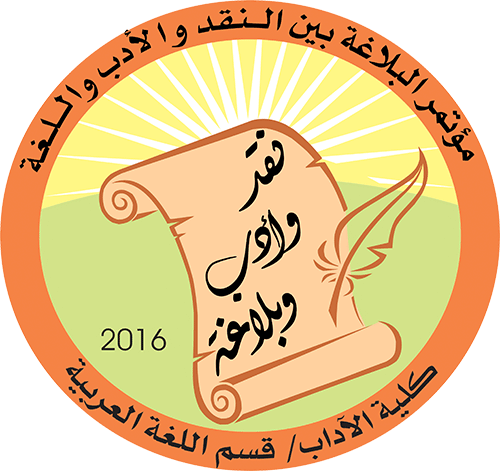 مؤتمر البلاغة بين النقد والأدب واللغة
نقد
وأدب
وبلاغة
2016
كلية الآداب/ قسم اللغة العربية